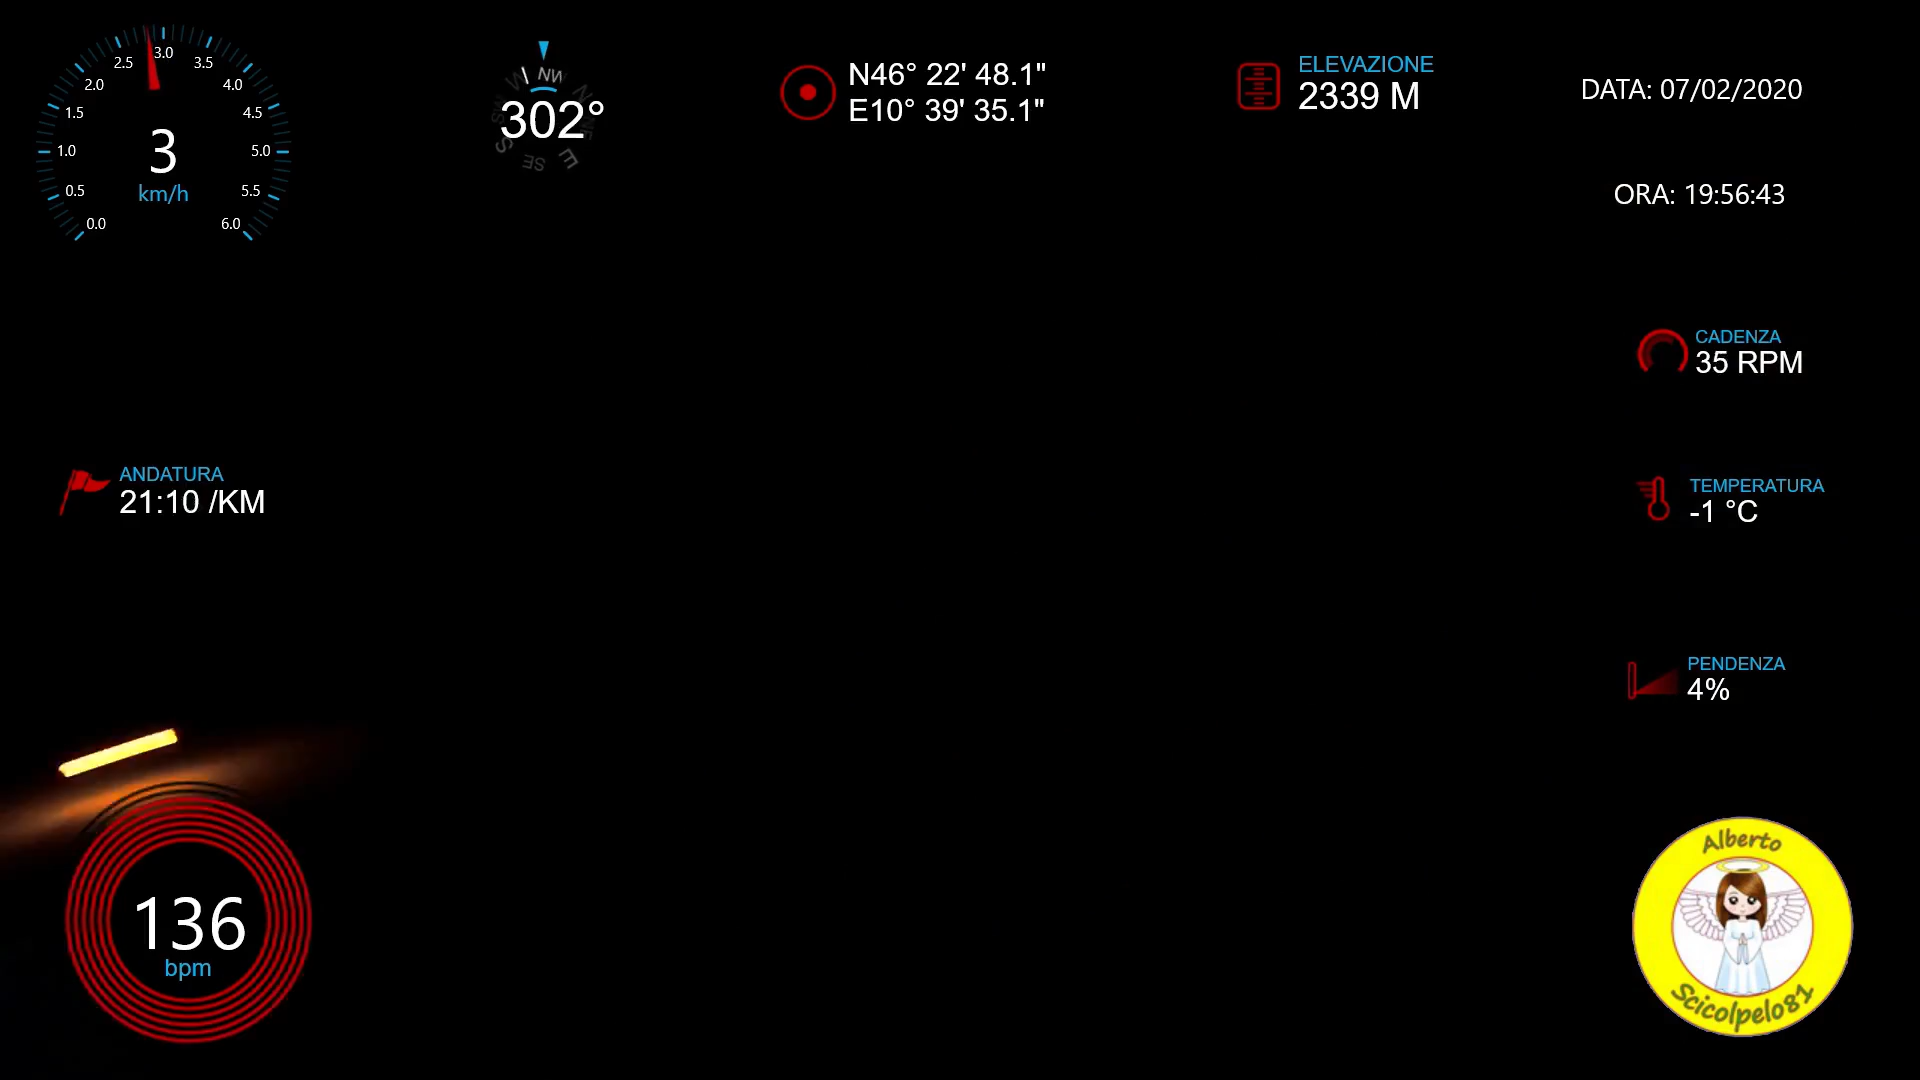 0.0
0.5
1.0
1.5
2.0
2.5
3.0
3.5
4.0
4.5
5.0
5.5
6.0
3
km/h
W
NW
N
NE
E
SE
S
SW
302°
N46° 22' 48.1"
E10° 39' 35.1"
ELEVAZIONE
2339 M
DATA: 07/02/2020
ORA: 19:56:43
CADENZA
35 RPM
ANDATURA
21:10 /KM
TEMPERATURA
-1 °C
PENDENZA
4%
136
bpm
Alberto
Scicolpelo81